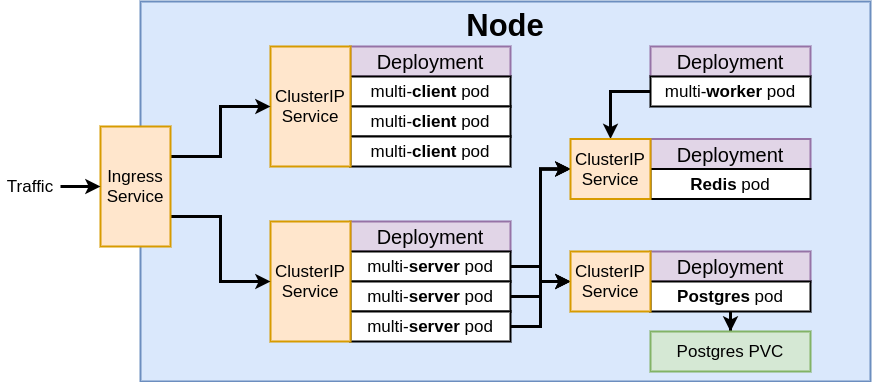 Node
Traffic
Ingress
Service
ClusterIP
Service
Deployment
multi-client pod
multi-client pod
multi-client pod
ClusterIP
Service
Deployment
multi-server pod
multi-server pod
multi-server pod
Deployment
multi-worker pod
ClusterIP
Service
Deployment
Redis pod
ClusterIP
Service
Deployment
Postgres pod
Postgres PVC